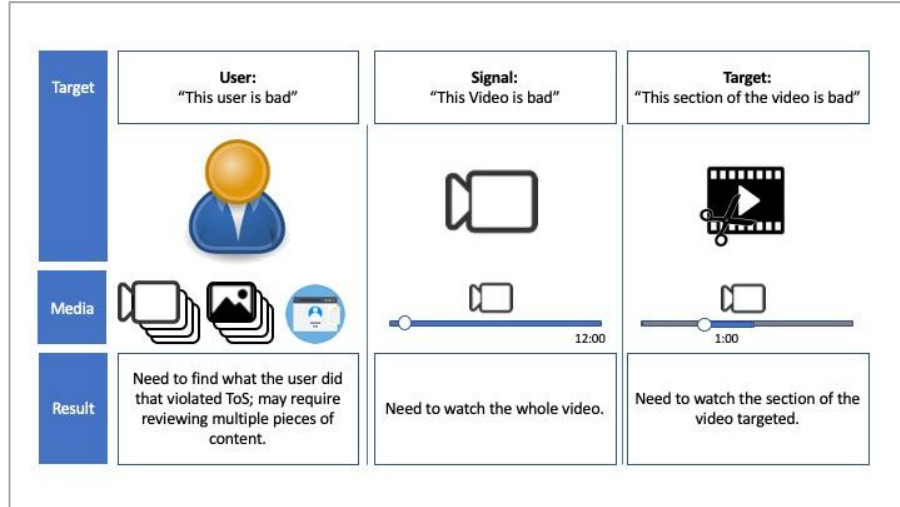 Target
User:
“This user is bad”
Signal:
“This Video is bad”
Target:
“This section of the video is bad”
Media
12:00
1:00
Result
Need to find what the user did
that violated ToS; may require
reviewing multiple pieces of
content.
Need to watch the whole video.
Need to watch the section of the
video targeted.